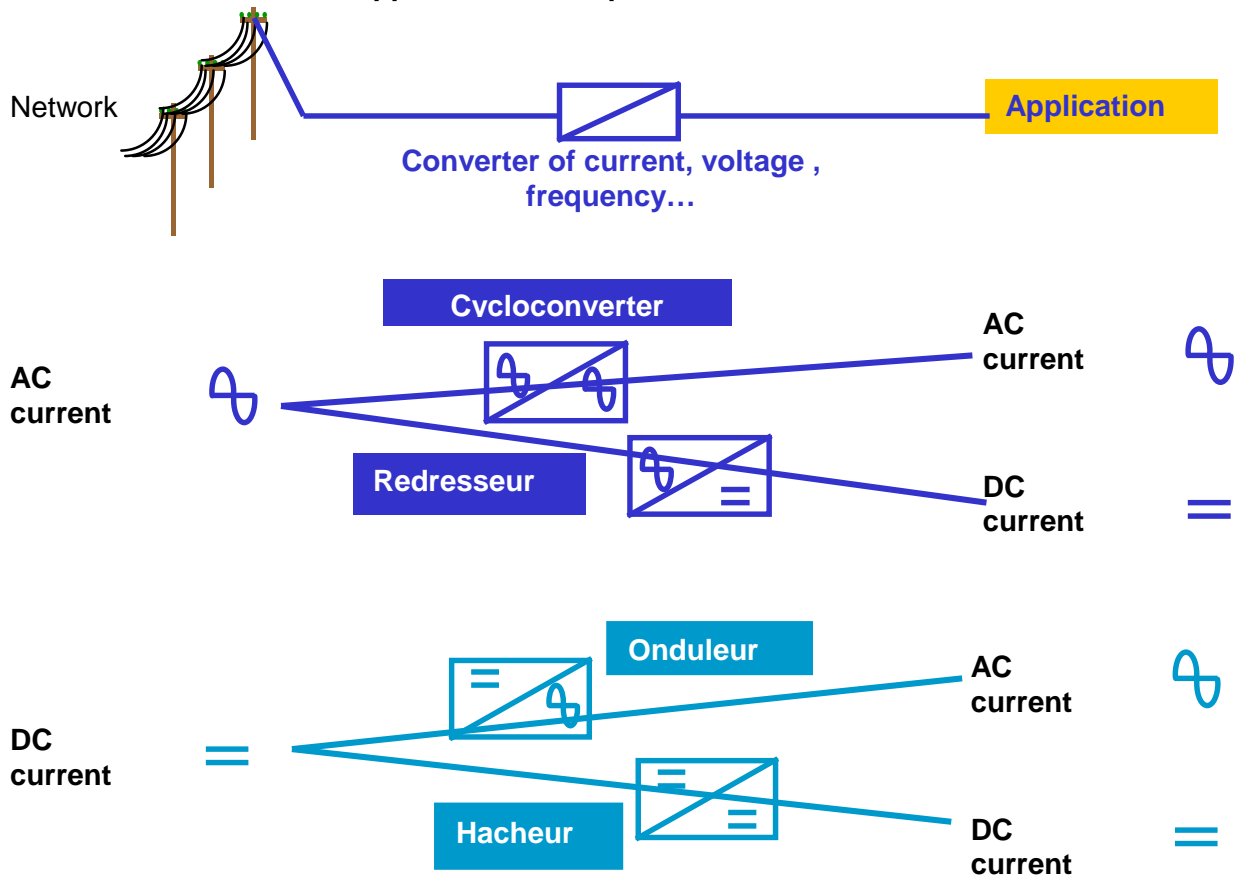 Network
Application
Converter of current, voltage ,
frequency…
Cycloconverter
AC
current
AC
current
Redresseur
DC
current
Onduleur
AC
current
DC
current
Hacheur
DC
current